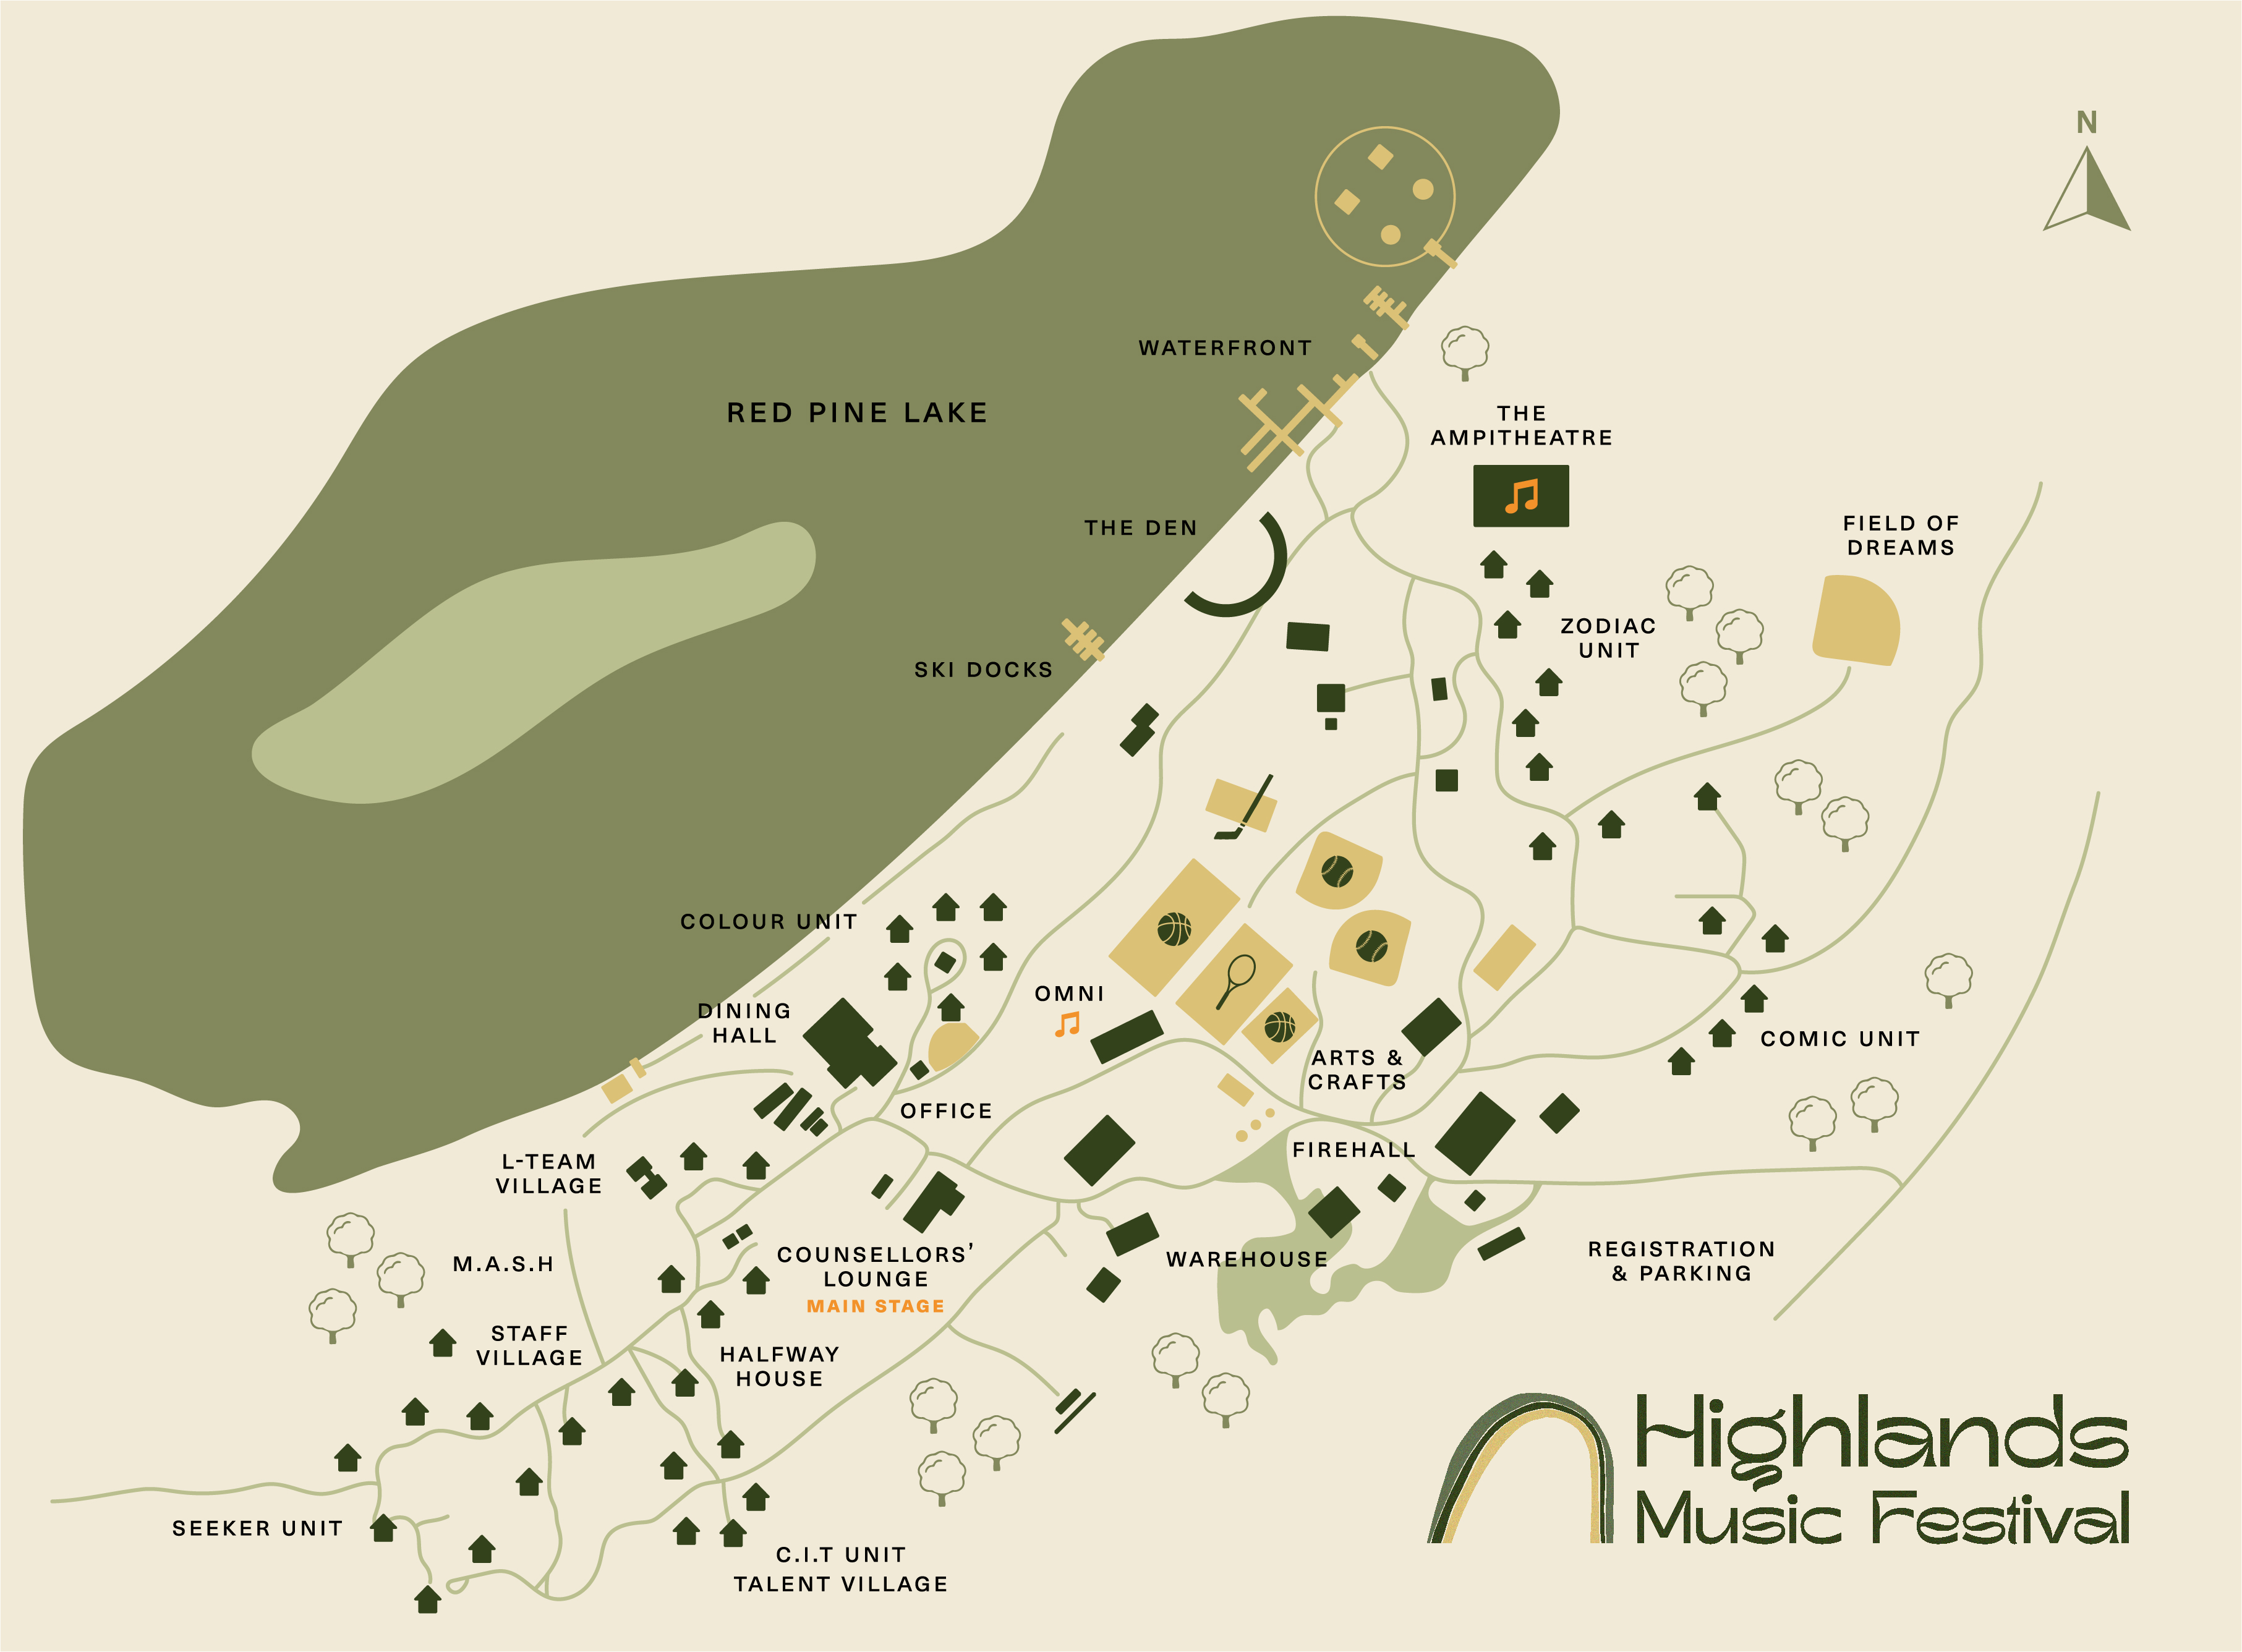 N
WATERFRONT
RED PINE LAKE
THE
AMPITHEATRE
THE DEN
FIELD OF
DREAMS
ZODIAC
UNIT
SKI DOCKS
COLOUR UNIT
OMNI
DINING
HALL
COMIC UNIT
ARTS &
CRAFTS
OFFICE
FIREHALL
L-TEAM
VILLAGE
M.A.S.H
COUNSELLORS'
LOUNGE
MAIN STAGE
WAREHOUSE
REGISTRATION
& PARKING
STAFF
VILLAGE
HALFWAY
HOUSE
SEEKER UNIT
C.I.T UNIT
TALENT VILLAGE
Highlands
Music Festival